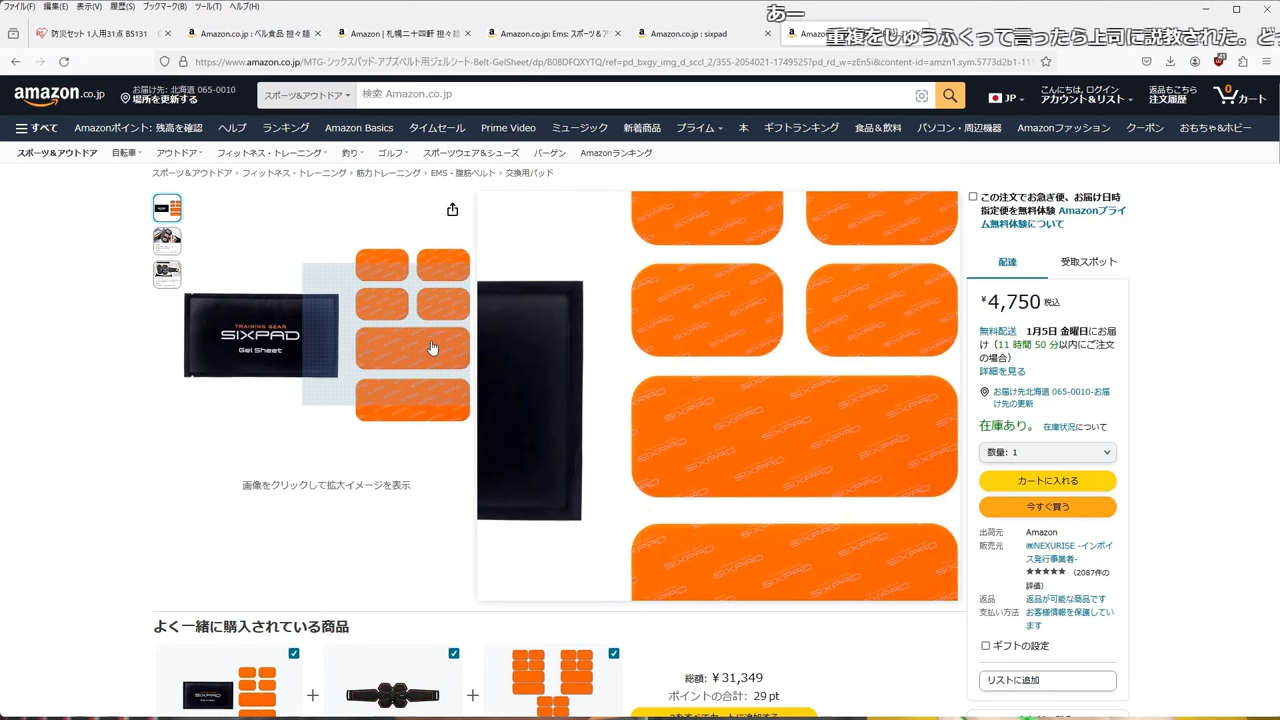 ファイル(F) 編集(E) 表示(V) 履歴(S) ブックマーク(B) ツール(T) ヘルプ(H)
あー
防災セット 1人用31点 BS131
Amazon.co.jp : ベル食品 担々麺
Amazon | 札幌二十四軒 担々麺
Amazon.co.jp: Ems: スポーツ&ア
Amazon.co.jp : sixpad
Amazo
重複をじゅうふくって言ったら上司に説教された。どっ
https://www.amazon.co.jp/MTG-シックスパッド-アブズベルト用ジェルシート-Belt-GelSheet/dp/B08DFQXYTQ/ref=pd_bxgy_img_d_sccl_2/355-2054021-1749525?pd_rd_w=zEn5i&content-id=amzn1.sym.5773d2b1-11
amazon.co.jp
お届け先: 北海道 065-0010
場所を更新する
スポーツ&アウトドア
検索 Amazon.co.jp
JP
こんにちは, ログイン
アカウント&リスト
返品もこちら
注文履歴
0
カート
すべて Amazonポイント: 残高を確認 ヘルプ ランキング Amazon Basics タイムセール Prime Video ミュージック 新着商品 プライム 本 ギフトランキング 食品&飲料 パソコン・周辺機器 Amazonファッション クーポン おもちゃ&ホビー
スポーツ&アウトドア 自転車 アウトドア フィットネス・トレーニング 釣り ゴルフ スポーツウェア&シューズ バーゲン Amazonランキング
スポーツ&アウトドア › フィットネス・トレーニング › 筋力トレーニング › EMS・腹筋ベルト › 交換用パッド
TRAINING GEAR
SIXPAD
Gel Sheet
画像をクリックして拡大イメージを表示
この注文でお急ぎ便、お届け日時
指定便を無料体験 Amazonプライ
ム無料体験について
配達
受取スポット
¥4,750 税込
無料配送 1月5日 金曜日にお届
け（11 時間 50 分以内にご注文
の場合）
詳細を見る
お届け先北海道 065-0010-お届
け先の更新
在庫あり。 在庫状況について
数量: 1
カートに入れる
今すぐ買う
出荷元 Amazon
販売元 ㈱NEXURISE -インボイ
ス発行事業者-
★★★★★ (2087件の
評価)
返品 返品が可能な商品です
支払い方法 お客様情報を保護してい
ます
ギフトの設定
リストに追加
よく一緒に購入されている商品
SIXPAD
+
+
総額: ¥31,349
ポイントの合計: 29 pt